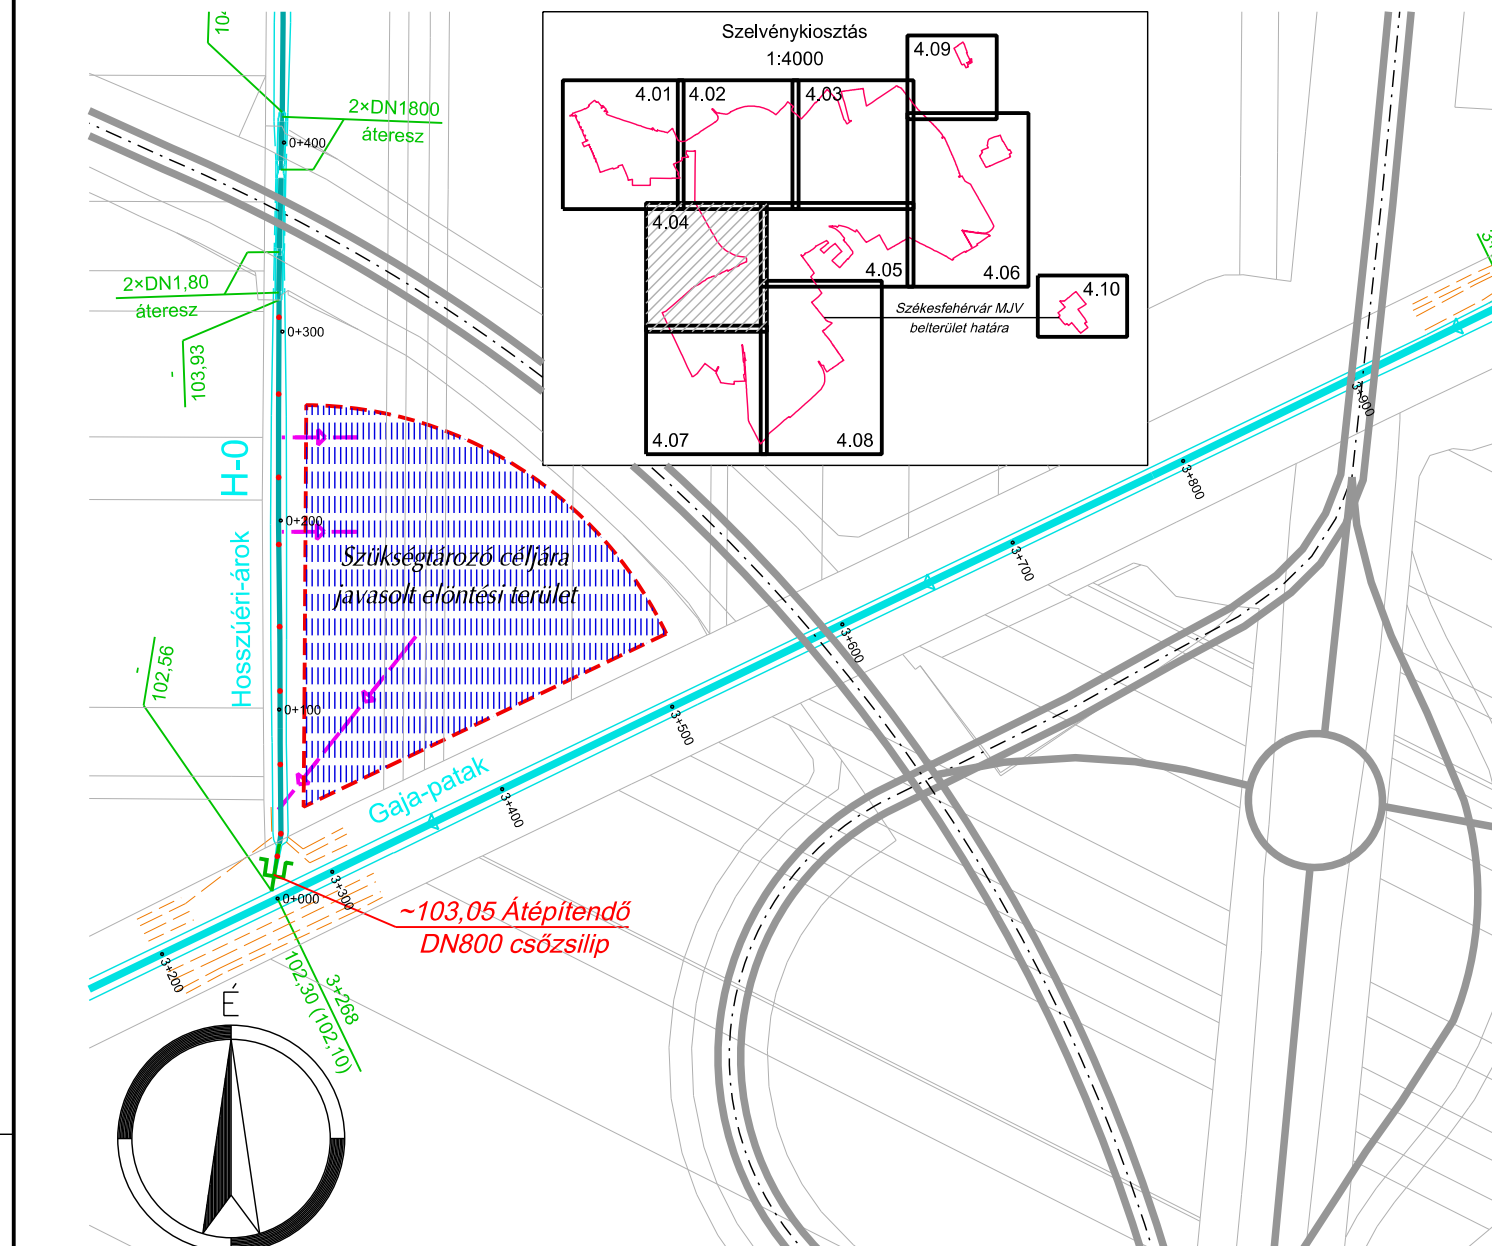 Szelvénykiosztás
1:4000
4.01
4.02
4.03
4.09
4.04
4.05
4.06
4.10
4.07
4.08
Székesfehérvár MJV
belterület határa
2×DN1800
áteresz
0+400
2×DN1,80
áteresz
0+300
-
103,93
H-0
Hosszúéri-árok
0+200
Szükségtározó céljára
javasolt elöntési terület
-
102,56
0+100
Gaja-patak
0+000
~103,05 Átépítendő
DN800 csőzsilip
3+268
102,30 (102,10)
3+200
3+300
3+400
3+500
3+600
3+700
3+800
3+900
É